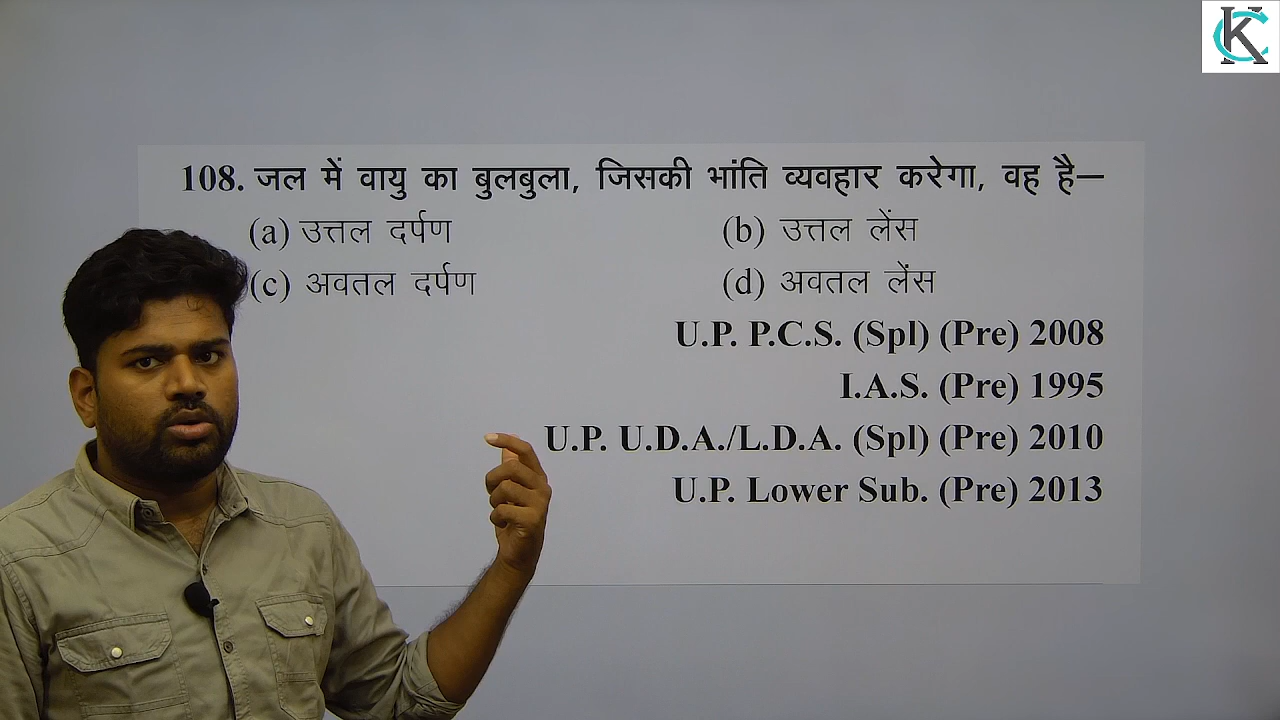 KC
108. जल में वायु का बुलबुला, जिसकी भांति व्यवहार करेगा, वह है—
(a) उत्तल दर्पण (b) उत्तल लेंस
(c) अवतल दर्पण (d) अवतल लेंस
U.P. P.C.S. (Spl) (Pre) 2008
I.A.S. (Pre) 1995
U.P. U.D.A./L.D.A. (Spl) (Pre) 2010
U.P. Lower Sub. (Pre) 2013